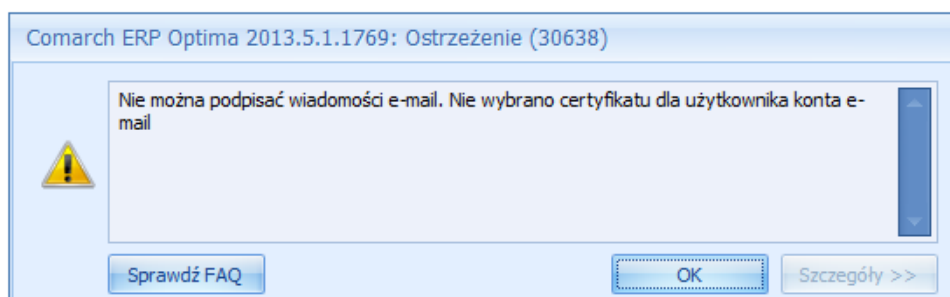 Comarch ERP Optima 2013.5.1.1769: Ostrzeżenie (30638)
Nie można podpisać wiadomości e-mail. Nie wybrano certyfikatu dla użytkownika konta e-
mail
Sprawdź FAQ
OK
Szczegóły >>